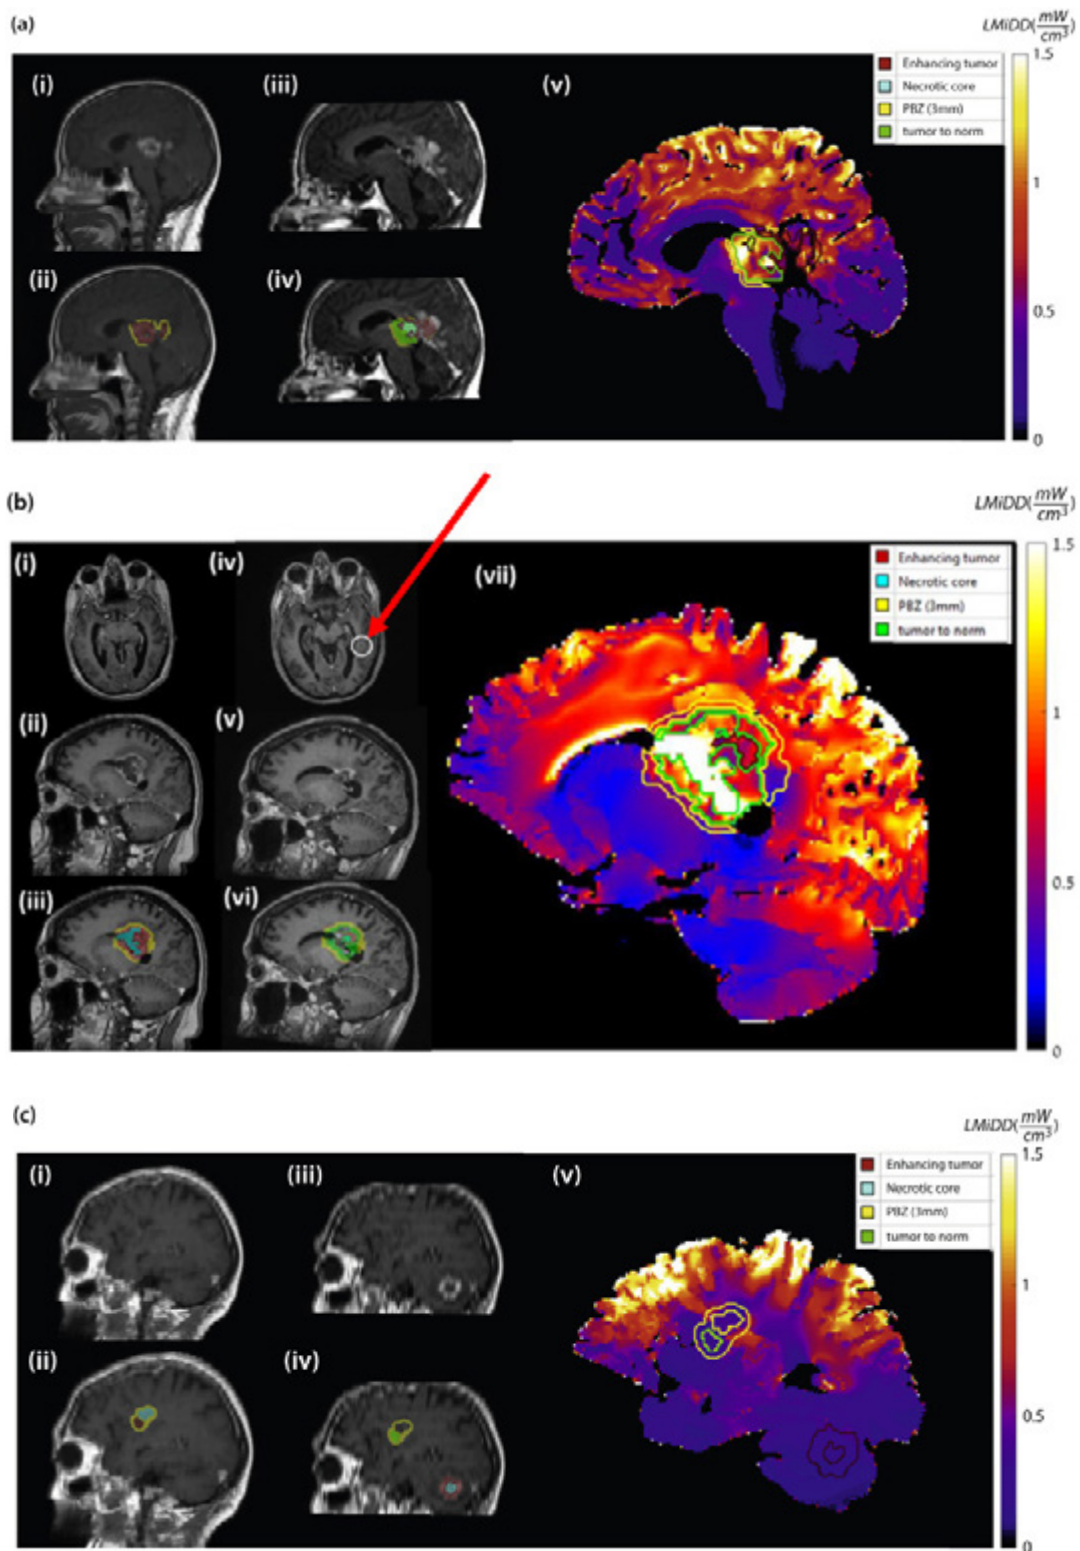 (a)
LMiDD(mW/cm³)
1.5
1
0.5
0
(i)
(iii)
(v)
Enhancing tumor
Necrotic core
PBZ (3mm)
tumor to norm
(ii)
(iv)
(b)
LMiDD(mW/cm³)
1.5
1
0.5
0
(i)
(iv)
(vii)
Enhancing tumor
Necrotic core
PBZ (3mm)
tumor to norm
(ii)
(v)
(iii)
(vi)
(c)
LMiDD(mW/cm³)
1.5
1
0.5
0
(i)
(iii)
(v)
Enhancing tumor
Necrotic core
PBZ (3mm)
tumor to norm
(ii)
(iv)